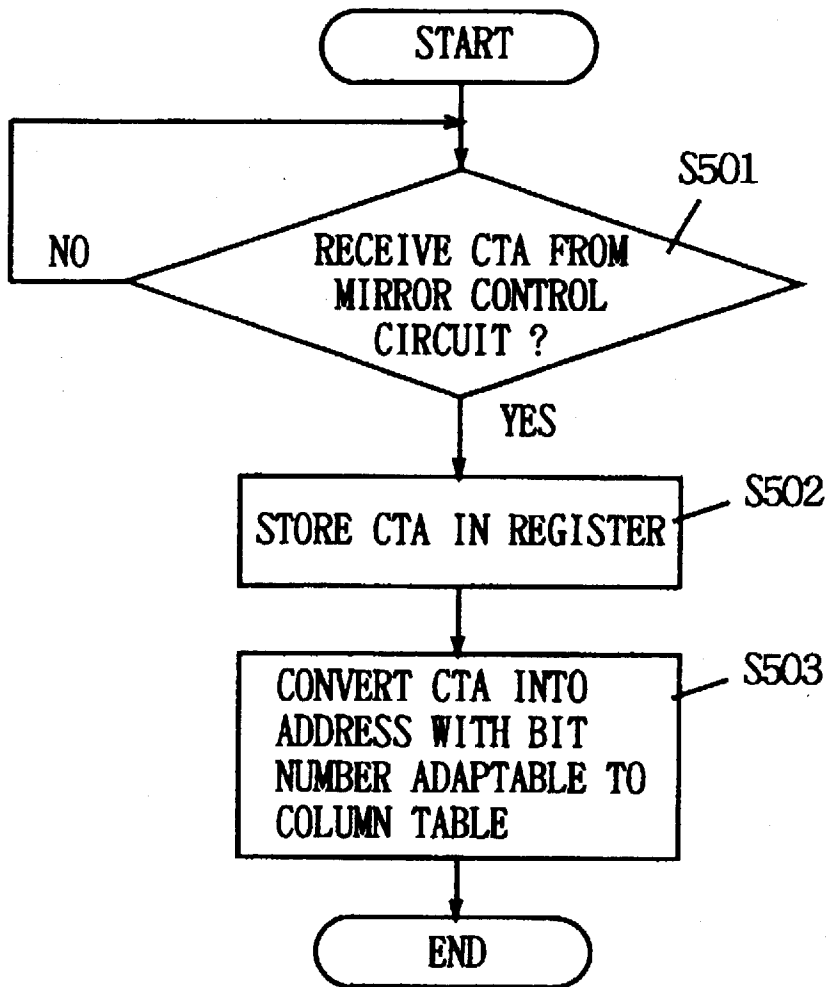 START
S501
NO
RECEIVE CTA FROM
MIRROR CONTROL
CIRCUIT ?
YES
S502
STORE CTA IN REGISTER
S503
CONVERT CTA INTO
ADDRESS WITH BIT
NUMBER ADAPTABLE TO
COLUMN TABLE
END